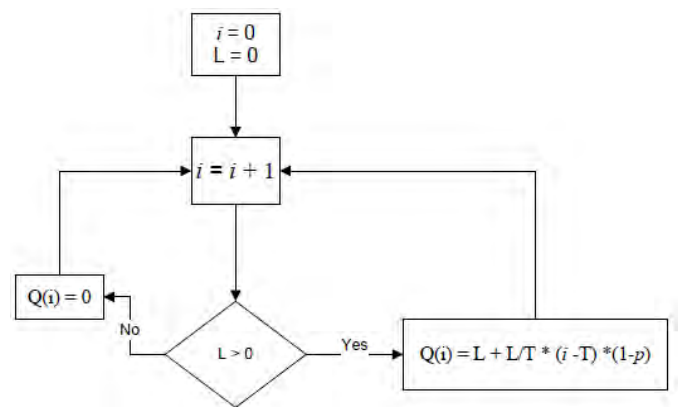 i = 0
L = 0
i = i + 1
Q(i) = 0
No
L > 0
Yes
Q(i) = L + L/T * (i -T) *(1-p)